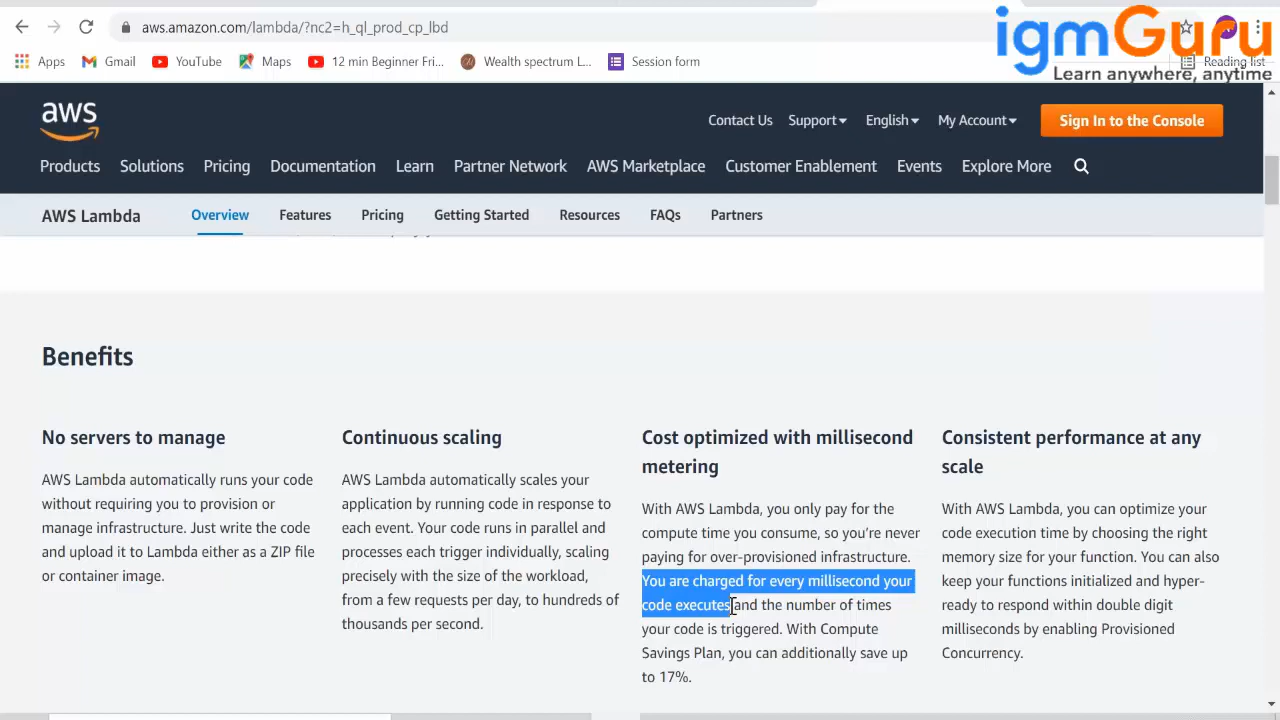 aws.amazon.com/lambda/?nc2=h_ql_prod_cp_lbd
igmGuru
Learn anywhere, anytime
Apps Gmail YouTube Maps 12 min Beginner Fri... Wealth spectrum L... Session form Reading list
aws
Contact Us Support English My Account Sign In to the Console
Products Solutions Pricing Documentation Learn Partner Network AWS Marketplace Customer Enablement Events Explore More
AWS Lambda Overview Features Pricing Getting Started Resources FAQs Partners
Benefits
No servers to manage
AWS Lambda automatically runs your code
without requiring you to provision or
manage infrastructure. Just write the code
and upload it to Lambda either as a ZIP file
or container image.
Continuous scaling
AWS Lambda automatically scales your
application by running code in response to
each event. Your code runs in parallel and
processes each trigger individually, scaling
precisely with the size of the workload,
from a few requests per day, to hundreds of
thousands per second.
Cost optimized with millisecond
metering
With AWS Lambda, you only pay for the
compute time you consume, so you're never
paying for over-provisioned infrastructure.
You are charged for every millisecond your
code executes and the number of times
your code is triggered. With Compute
Savings Plan, you can additionally save up
to 17%.
Consistent performance at any
scale
With AWS Lambda, you can optimize your
code execution time by choosing the right
memory size for your function. You can also
keep your functions initialized and hyper-
ready to respond within double digit
milliseconds by enabling Provisioned
Concurrency.